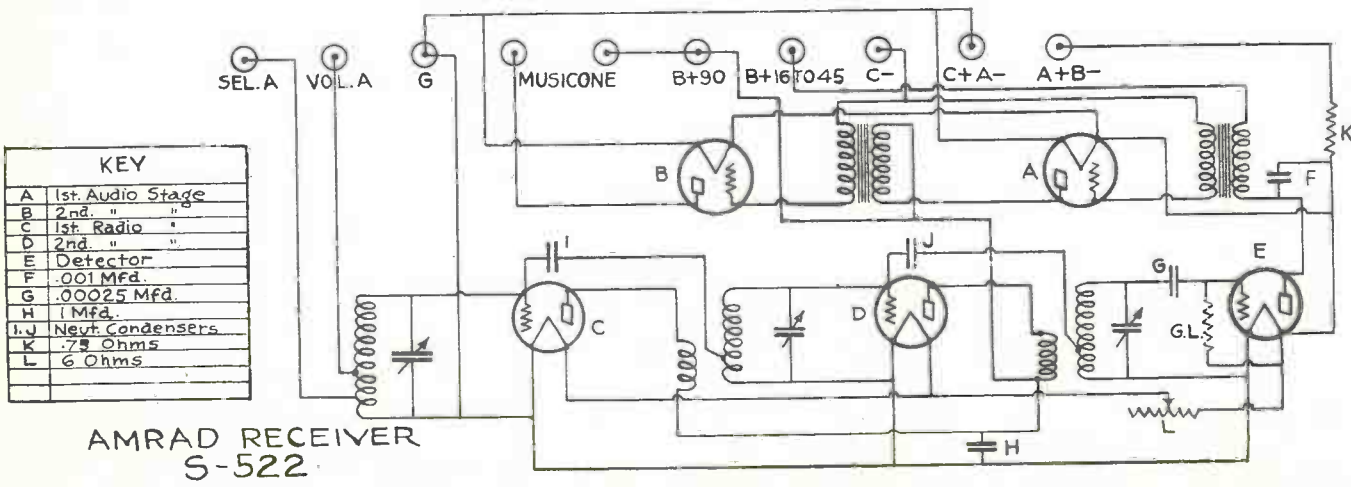 SEL.A VOL.A G MUSICONE B+90 B+16TO45 C- C+A- A+B-
K
B
A
F
KEY
A 1st. Audio Stage
B 2nd. " "
C 1st. Radio "
D 2nd. " "
E Detector
F .001 Mfd.
G .00025 Mfd.
H 1 Mfd.
I.J Neut. Condensers
K .75 Ohms
L 6 Ohms
I
J
G
E
C
D
G.L.
L
H
AMRAD RECEIVER
S-522